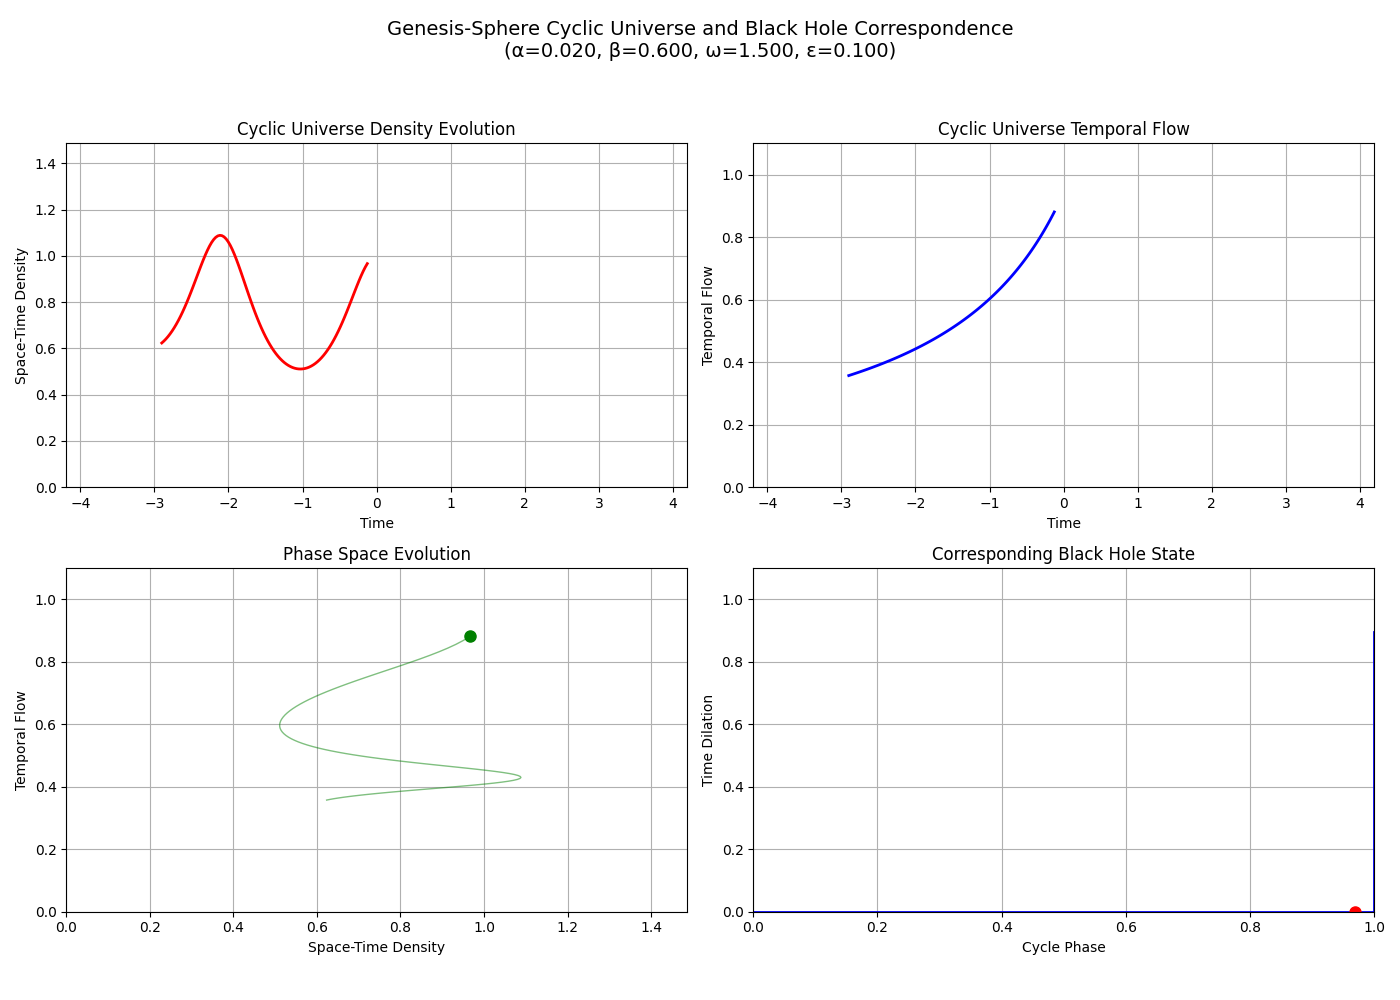 Genesis-Sphere Cyclic Universe and Black Hole Correspondence
(α=0.020, β=0.600, ω=1.500, ε=0.100)
Cyclic Universe Density Evolution
Space-Time Density
1.4
1.2
1.0
0.8
0.6
0.4
0.2
0.0
−4 −3 −2 −1 0 1 2 3 4
Time
Cyclic Universe Temporal Flow
Temporal Flow
1.0
0.8
0.6
0.4
0.2
0.0
−4 −3 −2 −1 0 1 2 3 4
Time
Phase Space Evolution
Temporal Flow
1.0
0.8
0.6
0.4
0.2
0.0
0.0 0.2 0.4 0.6 0.8 1.0 1.2 1.4
Space-Time Density
Corresponding Black Hole State
Time Dilation
1.0
0.8
0.6
0.4
0.2
0.0
0.0 0.2 0.4 0.6 0.8 1.0
Cycle Phase